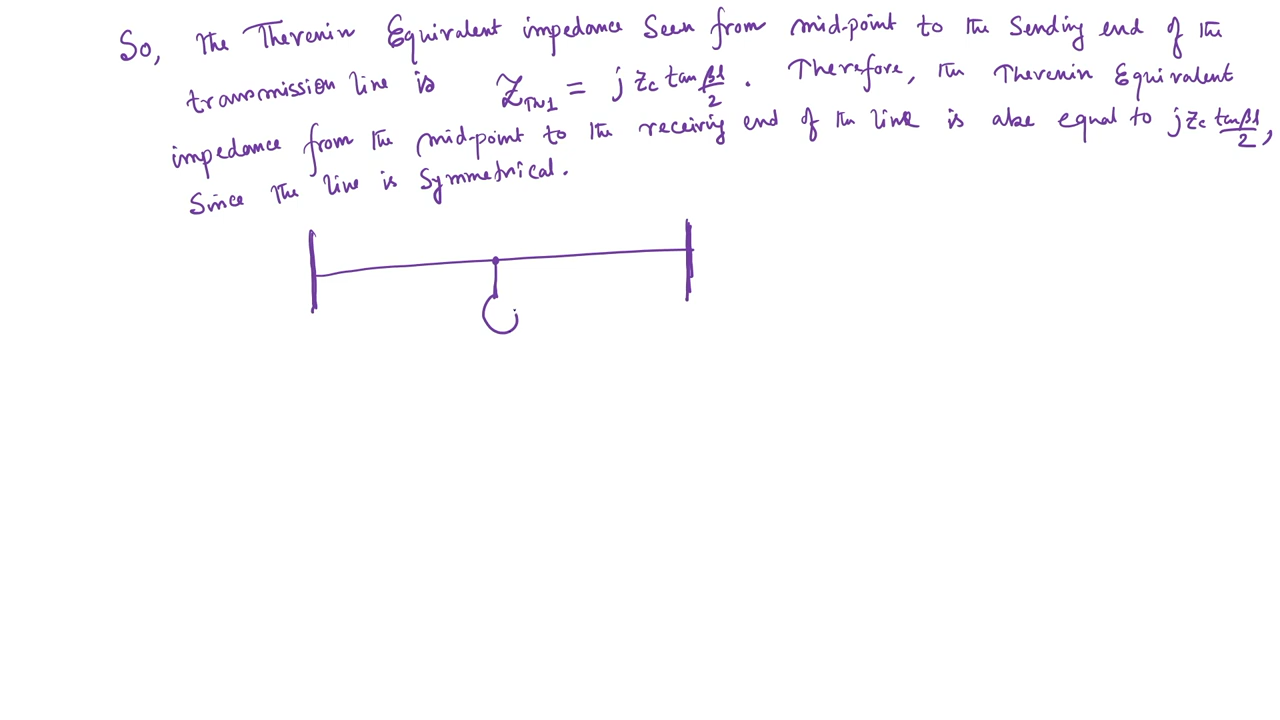 So, the Thevenin Equivalent impedance Seen from mid-point to the Sending end of the
transmission line is Z_TH1 = j Zc tan βl/2 . Therefore, the Thevenin Equivalent
impedance from the mid-point to the receiving end of the line is also equal to j Zc tan βl/2,
Since the line is Symmetrical.